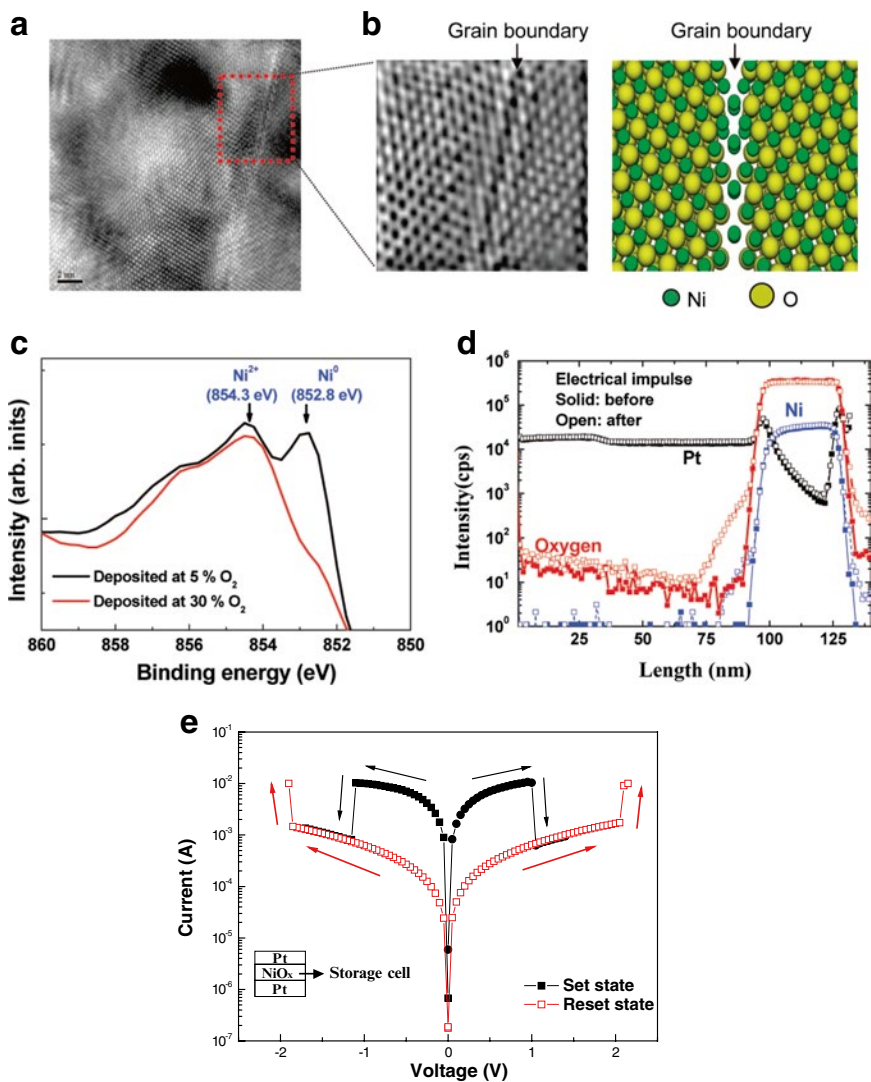 a
b
Grain boundary
Grain boundary
2 nm
Ni
O
c
Ni2+
(854.3 eV)
Ni0
(852.8 eV)
Intensity (arb. inits)
Deposited at 5 % O2
Deposited at 30 % O2
860 858 856 854 852 850
Binding energy (eV)
d
10^6
10^5
10^4
10^3
10^2
10^1
10^0
Intensity(cps)
Electrical impulse
Solid: before
Open: after
Ni
Pt
Oxygen
25 50 75 100 125
Length (nm)
e
10^-1
10^-2
10^-3
10^-4
10^-5
10^-6
10^-7
Current (A)
Pt
NiOx
Storage cell
Pt
Set state
Reset state
-2 -1 0 1 2
Voltage (V)